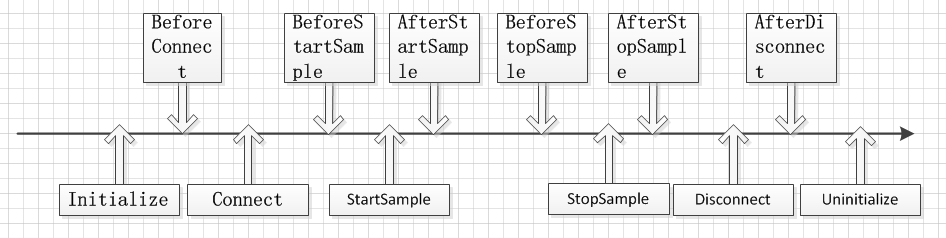 Before
Connec
t
BeforeS
tartSam
ple
AfterSt
artSamp
le
BeforeS
topSamp
le
AfterSt
opSampl
e
AfterDi
sconnec
t
Initialize
Connect
StartSample
StopSample
Disconnect
Uninitialize